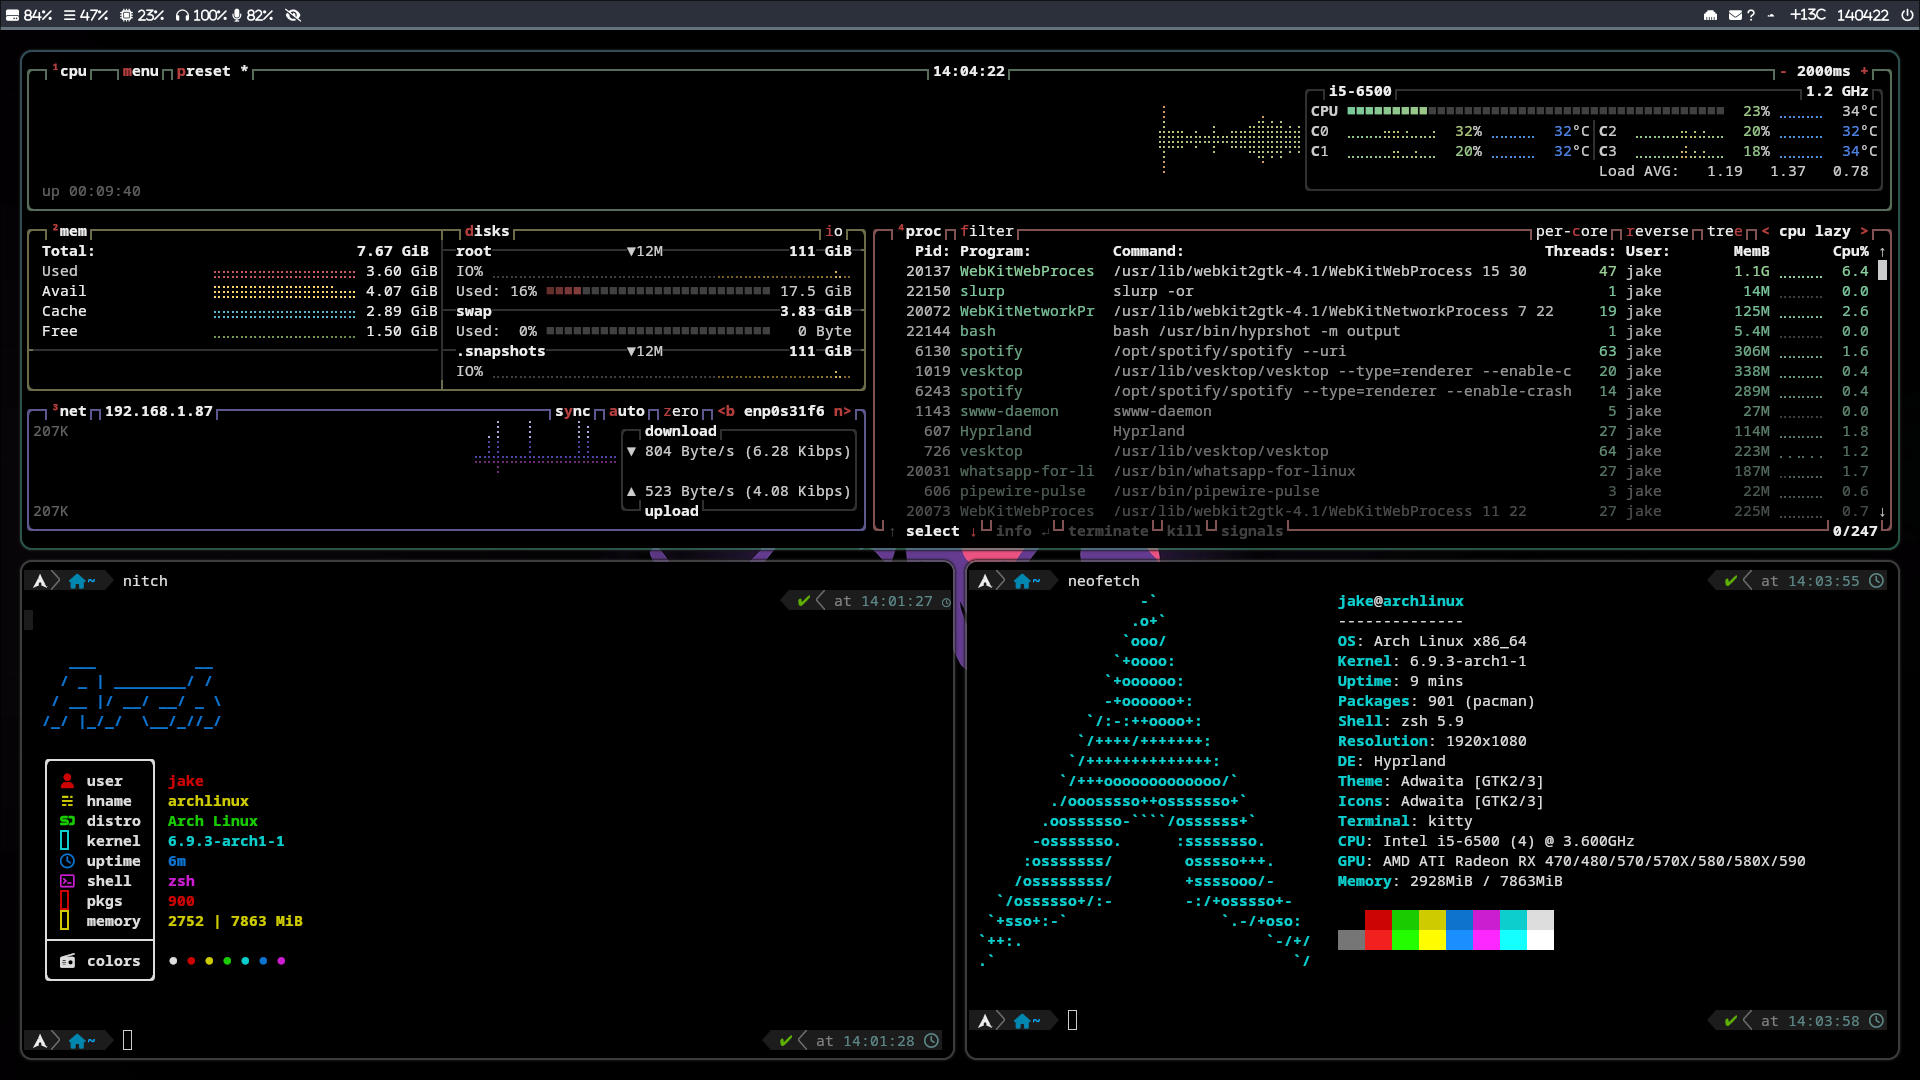 84% 47% 23% 100% 82% ? +13C 140422
1cpu menu preset * 14:04:22 - 2000ms +
i5-6500 1.2 GHz
CPU 23% 34°C
C0 32% 32°C C2 20% 32°C
C1 20% 32°C C3 18% 34°C
Load AVG: 1.19 1.37 0.78
up 00:09:40
2mem
Total: 7.67 GiB
Used 3.60 GiB
Avail 4.07 GiB
Cache 2.89 GiB
Free 1.50 GiB
disks io
root ▼12M 111 GiB
IO%
Used: 16% 17.5 GiB
swap 3.83 GiB
Used: 0% 0 Byte
.snapshots ▼12M 111 GiB
IO%
3net 192.168.1.87 sync auto zero <b enp0s31f6 n>
207K
download
▼ 804 Byte/s (6.28 Kibps)
▲ 523 Byte/s (4.08 Kibps)
upload
207K
4proc filter per-core reverse tree < cpu lazy >
Pid: Program: Command: Threads: User: MemB Cpu% ↑
20137 WebKitWebProces /usr/lib/webkit2gtk-4.1/WebKitWebProcess 15 30 47 jake 1.1G 6.4
22150 slurp slurp -or 1 jake 14M 0.0
20072 WebKitNetworkPr /usr/lib/webkit2gtk-4.1/WebKitNetworkProcess 7 22 19 jake 125M 2.6
22144 bash bash /usr/bin/hyprshot -m output 1 jake 5.4M 0.0
6130 spotify /opt/spotify/spotify --uri 63 jake 306M 1.6
1019 vesktop /usr/lib/vesktop/vesktop --type=renderer --enable-c 20 jake 338M 0.4
6243 spotify /opt/spotify/spotify --type=renderer --enable-crash 14 jake 289M 0.4
1143 swww-daemon swww-daemon 5 jake 27M 0.0
607 Hyprland Hyprland 27 jake 114M 1.8
726 vesktop /usr/lib/vesktop/vesktop 64 jake 223M 1.2
20031 whatsapp-for-li /usr/bin/whatsapp-for-linux 27 jake 187M 1.7
606 pipewire-pulse /usr/bin/pipewire-pulse 3 jake 22M 0.6
20073 WebKitWebProces /usr/lib/webkit2gtk-4.1/WebKitWebProcess 11 22 27 jake 225M 0.7 ↓
↑ select ↓ info ↵ terminate kill signals 0/247
~ nitch
✔ at 14:01:27
user jake
hname archlinux
distro Arch Linux
kernel 6.9.3-arch1-1
uptime 6m
shell zsh
pkgs 900
memory 2752 | 7863 MiB
colors
~ ✔ at 14:01:28
~ neofetch ✔ at 14:03:55
jake@archlinux
--------------
OS: Arch Linux x86_64
Kernel: 6.9.3-arch1-1
Uptime: 9 mins
Packages: 901 (pacman)
Shell: zsh 5.9
Resolution: 1920x1080
DE: Hyprland
Theme: Adwaita [GTK2/3]
Icons: Adwaita [GTK2/3]
Terminal: kitty
CPU: Intel i5-6500 (4) @ 3.600GHz
GPU: AMD ATI Radeon RX 470/480/570/570X/580/580X/590
Memory: 2928MiB / 7863MiB
~ ✔ at 14:03:58